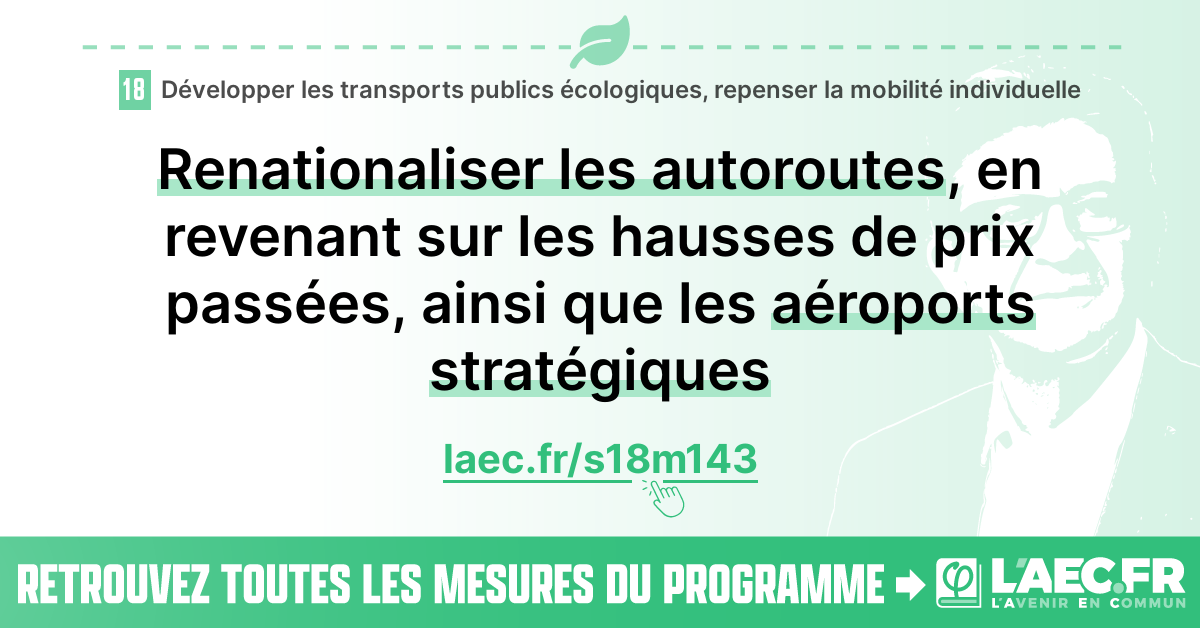 18 Développer les transports publics écologiques, repenser la mobilité individuelle
Renationaliser les autoroutes, en
revenant sur les hausses de prix
passées, ainsi que les aéroports
stratégiques
laec.fr/s18m143
RETROUVEZ TOUTES LES MESURES DU PROGRAMME
L'AEC.FR
L'AVENIR EN COMMUN